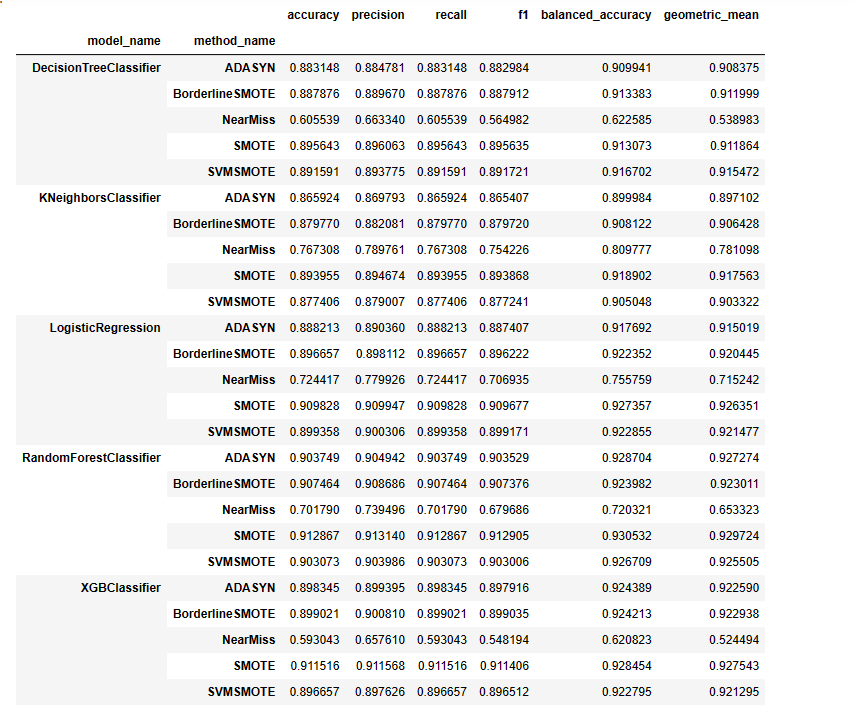 accuracy precision recall f1 balanced_accuracy geometric_mean
model_name method_name
DecisionTreeClassifier ADASYN 0.883148 0.884781 0.883148 0.882984 0.909941 0.908375
BorderlineSMOTE 0.887876 0.889670 0.887876 0.887912 0.913383 0.911999
NearMiss 0.605539 0.663340 0.605539 0.564982 0.622585 0.538983
SMOTE 0.895643 0.896063 0.895643 0.895635 0.913073 0.911864
SVMSMOTE 0.891591 0.893775 0.891591 0.891721 0.916702 0.915472
KNeighborsClassifier ADASYN 0.865924 0.869793 0.865924 0.865407 0.899984 0.897102
BorderlineSMOTE 0.879770 0.882081 0.879770 0.879720 0.908122 0.906428
NearMiss 0.767308 0.789761 0.767308 0.754226 0.809777 0.781098
SMOTE 0.893955 0.894674 0.893955 0.893868 0.918902 0.917563
SVMSMOTE 0.877406 0.879007 0.877406 0.877241 0.905048 0.903322
LogisticRegression ADASYN 0.888213 0.890360 0.888213 0.887407 0.917692 0.915019
BorderlineSMOTE 0.896657 0.898112 0.896657 0.896222 0.922352 0.920445
NearMiss 0.724417 0.779926 0.724417 0.706935 0.755759 0.715242
SMOTE 0.909828 0.909947 0.909828 0.909677 0.927357 0.926351
SVMSMOTE 0.899358 0.900306 0.899358 0.899171 0.922855 0.921477
RandomForestClassifier ADASYN 0.903749 0.904942 0.903749 0.903529 0.928704 0.927274
BorderlineSMOTE 0.907464 0.908686 0.907464 0.907376 0.923982 0.923011
NearMiss 0.701790 0.739496 0.701790 0.679686 0.720321 0.653323
SMOTE 0.912867 0.913140 0.912867 0.912905 0.930532 0.929724
SVMSMOTE 0.903073 0.903986 0.903073 0.903006 0.926709 0.925505
XGBClassifier ADASYN 0.898345 0.899395 0.898345 0.897916 0.924389 0.922590
BorderlineSMOTE 0.899021 0.900810 0.899021 0.899035 0.924213 0.922938
NearMiss 0.593043 0.657610 0.593043 0.548194 0.620823 0.524494
SMOTE 0.911516 0.911568 0.911516 0.911406 0.928454 0.927543
SVMSMOTE 0.896657 0.897626 0.896657 0.896512 0.922795 0.921295